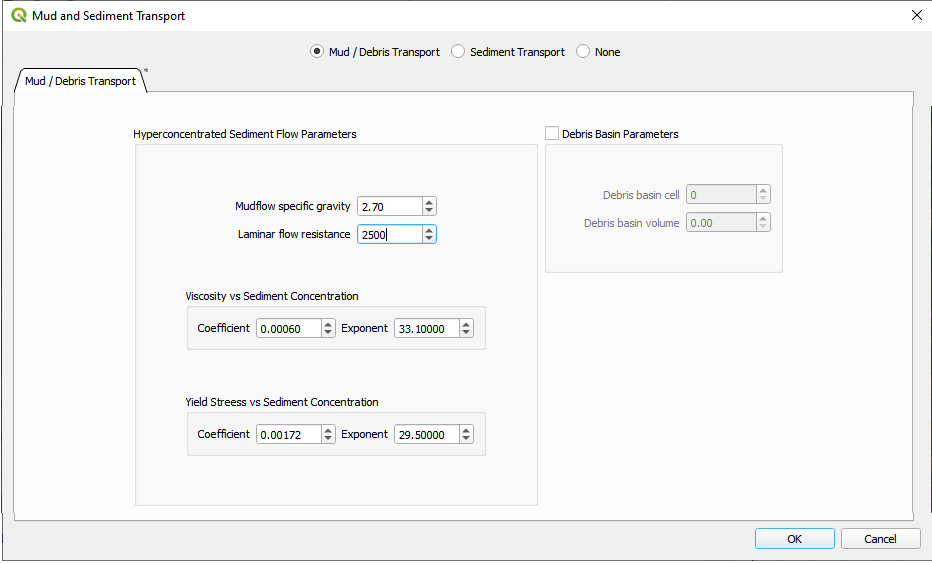 Mud and Sediment Transport
Mud / Debris Transport Sediment Transport None
Mud / Debris Transport *
Hyperconcentrated Sediment Flow Parameters
Mudflow specific gravity 2.70
Laminar flow resistance 2500
Viscosity vs Sediment Concentration
Coefficient 0.00060 Exponent 33.10000
Yield Streess vs Sediment Concentration
Coefficient 0.00172 Exponent 29.50000
Debris Basin Parameters
Debris basin cell 0
Debris basin volume 0.00
OK Cancel